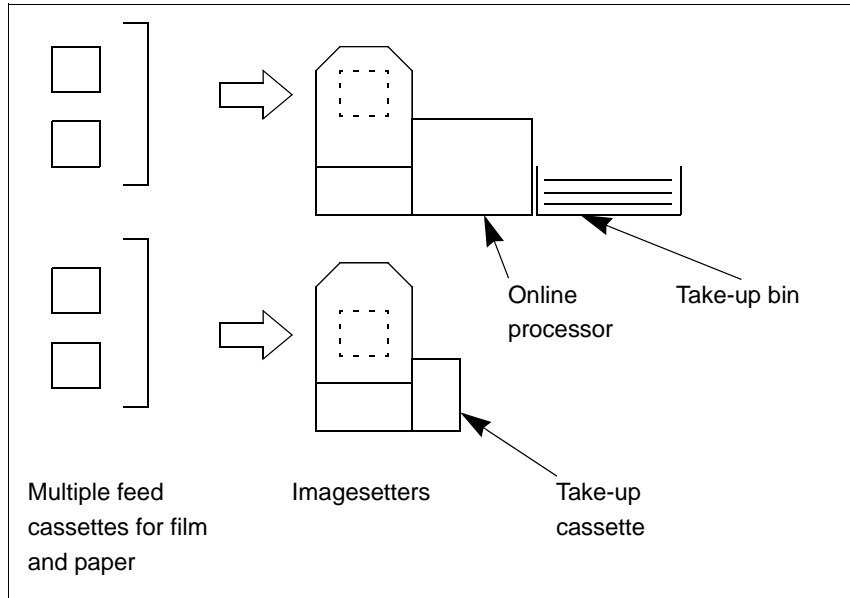 Online
processor
Take-up bin
Multiple feed
cassettes for film
and paper
Imagesetters
Take-up
cassette